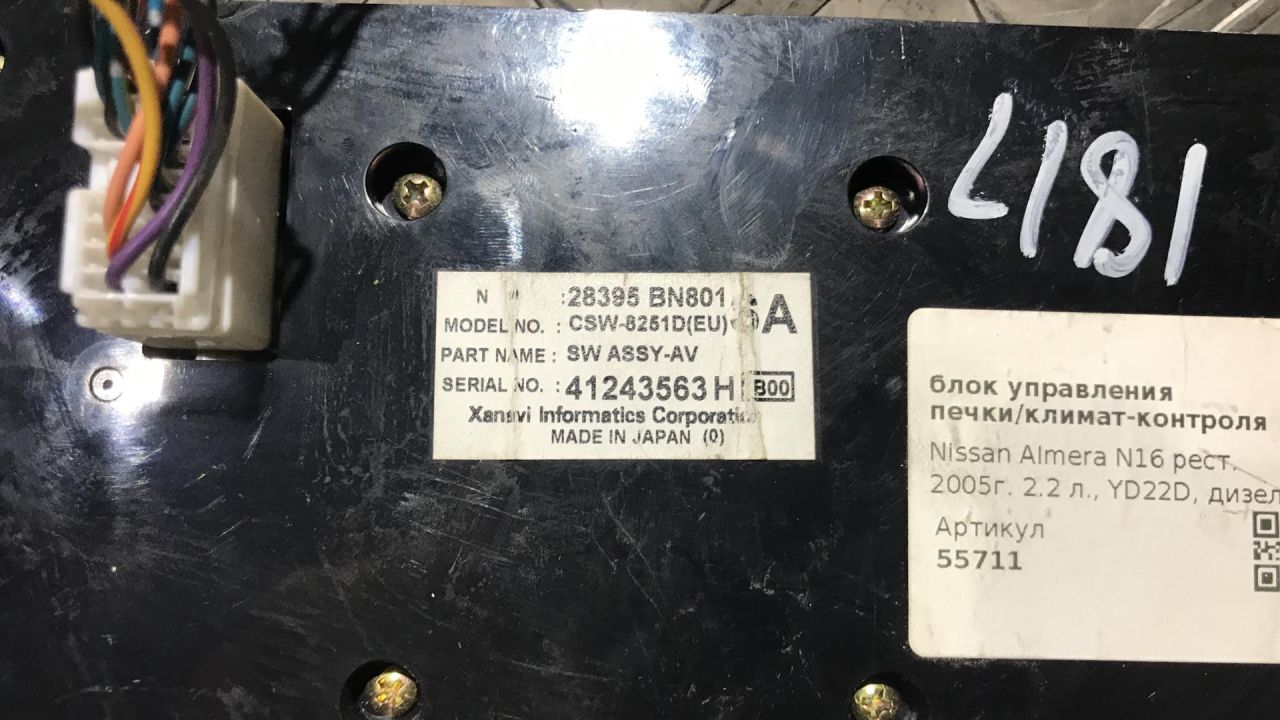 L181
:28395 BN801
MODEL NO. : CSW-8251D(EU) A
PART NAME : SW ASSY-AV
SERIAL NO. : 41243563 H B00
Xanavi Informatics Corporation
MADE IN JAPAN (0)
блок управления
печки/климат-контроля
Nissan Almera N16 рест.
2005г. 2.2 л., YD22D, дизел
Артикул
55711